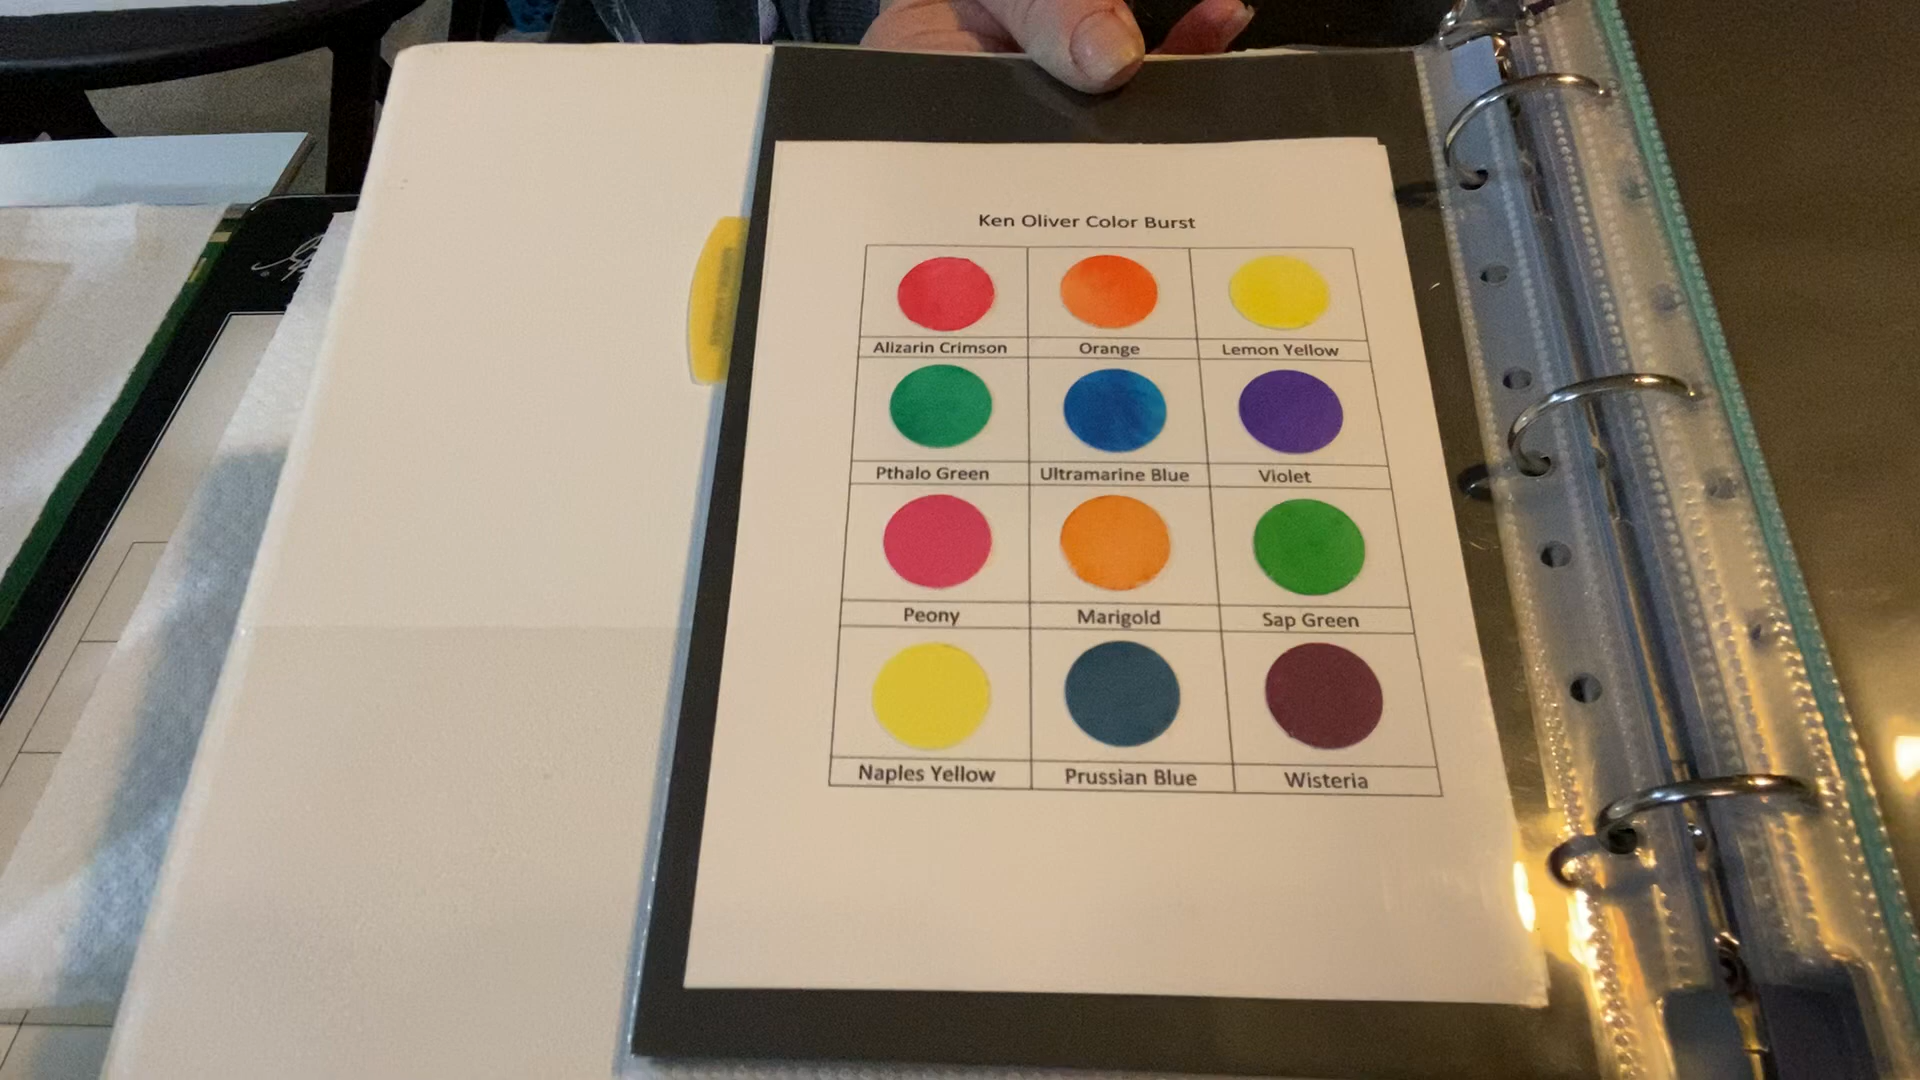 Ken Oliver Color Burst
Alizarin Crimson Orange Lemon Yellow
Pthalo Green Ultramarine Blue Violet
Peony Marigold Sap Green
Naples Yellow Prussian Blue Wisteria